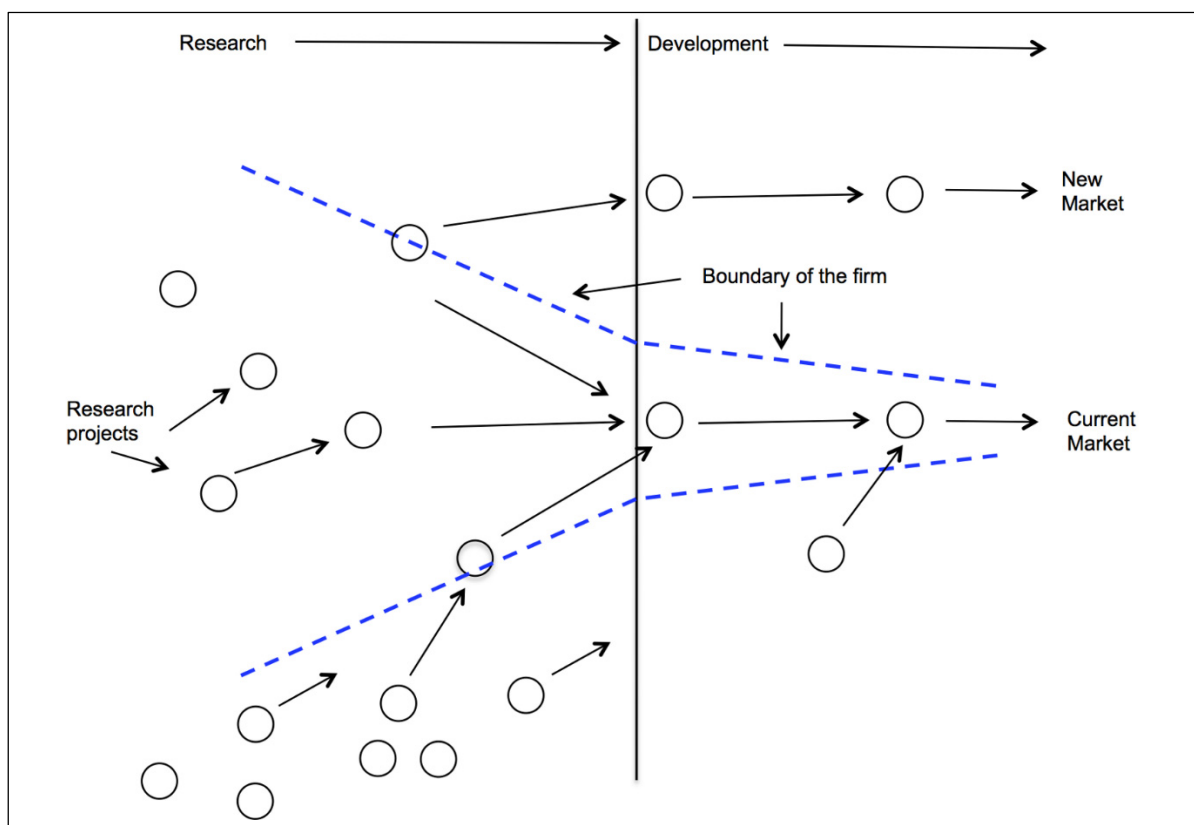 Research
Development
New
Market
Boundary of the firm
Research
projects
Current
Market